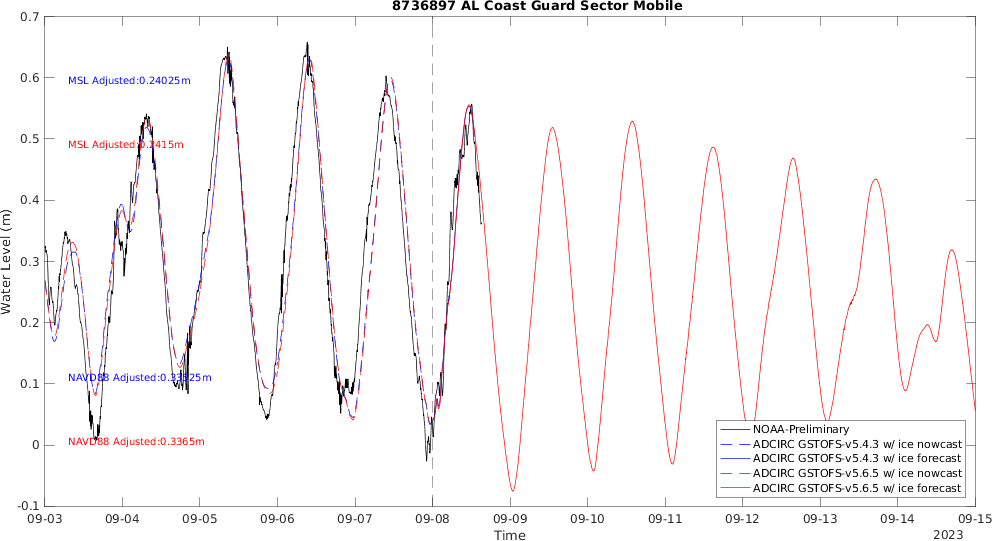 8736897 AL Coast Guard Sector Mobile
Water Level (m)
0.7
0.6
0.5
0.4
0.3
0.2
0.1
0
-0.1
MSL Adjusted:0.24025m
MSL Adjusted:0.2415m
NAVD88 Adjusted:0.33525m
NAVD88 Adjusted:0.3365m
NOAA-Preliminary
ADCIRC GSTOFS-v5.4.3 w/ ice nowcast
ADCIRC GSTOFS-v5.4.3 w/ ice forecast
ADCIRC GSTOFS-v5.6.5 w/ ice nowcast
ADCIRC GSTOFS-v5.6.5 w/ ice forecast
09-03 09-04 09-05 09-06 09-07 09-08 09-09 09-10 09-11 09-12 09-13 09-14 09-15
Time
2023